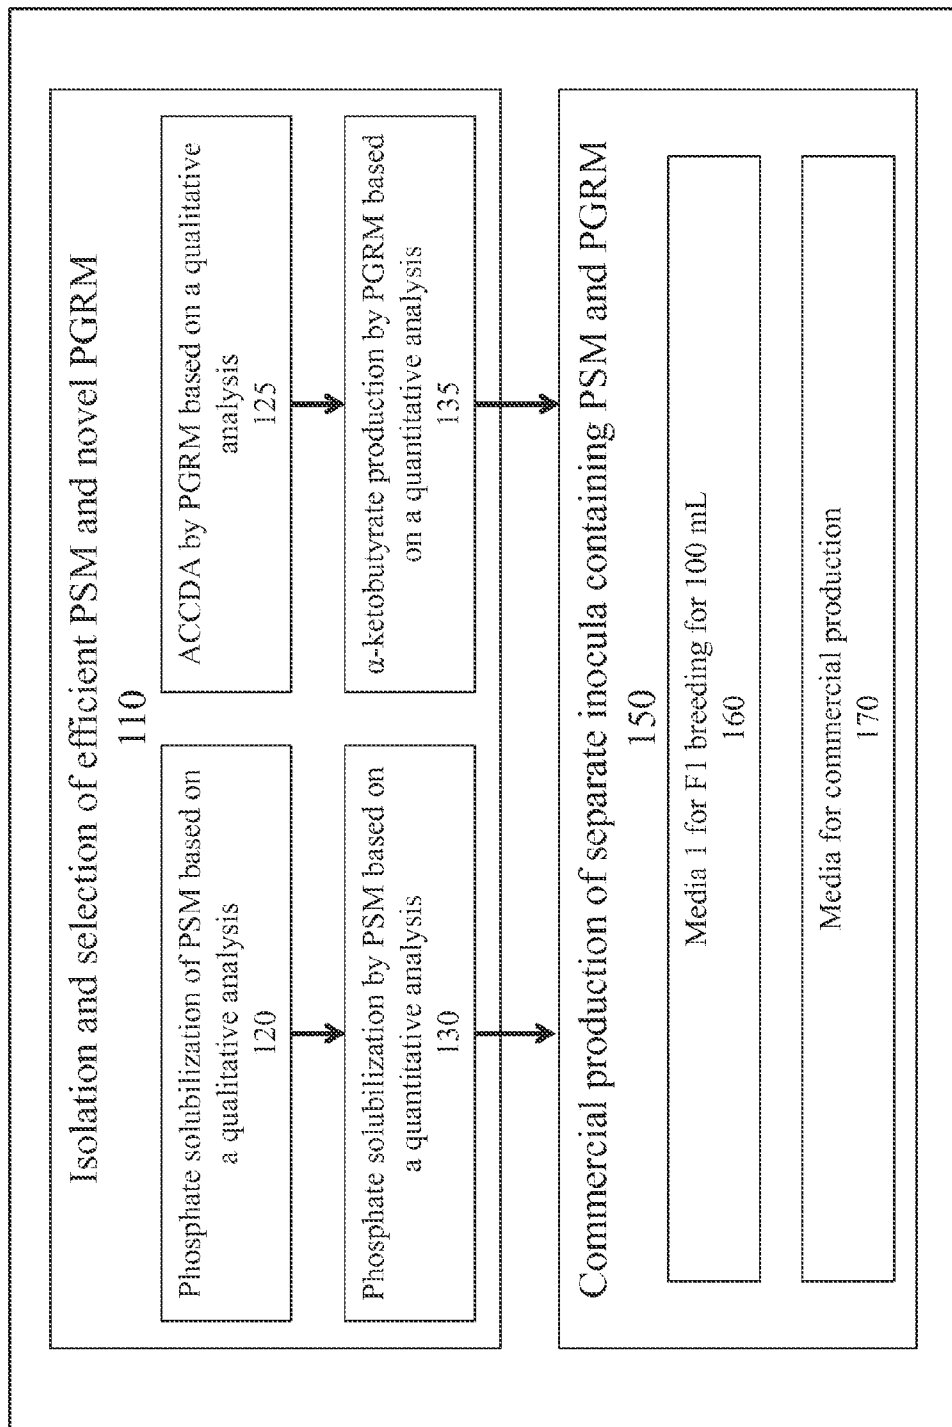 Isolation and selection of efficient PSM and novel PGRM
110
Phosphate solubilization of PSM based on
a qualitative analysis
120
ACCDA by PGRM based on a qualitative
analysis
125
Phosphate solubilization by PSM based on
a quantitative analysis
130
α-ketobutyrate production by PGRM based
on a quantitative analysis
135
Commercial production of separate inocula containing PSM and PGRM
150
Media 1 for F1 breeding for 100 mL
160
Media for commercial production
170